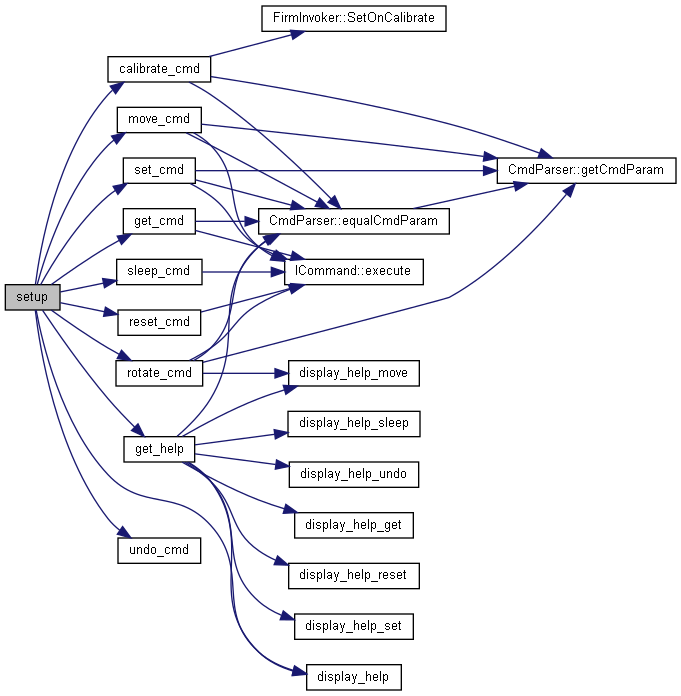 FirmInvoker::SetOnCalibrate
calibrate_cmd
move_cmd
set_cmd
CmdParser::getCmdParam
get_cmd
CmdParser::equalCmdParam
sleep_cmd
ICommand::execute
setup
reset_cmd
rotate_cmd
display_help_move
display_help_sleep
get_help
display_help_undo
display_help_get
undo_cmd
display_help_reset
display_help_set
display_help